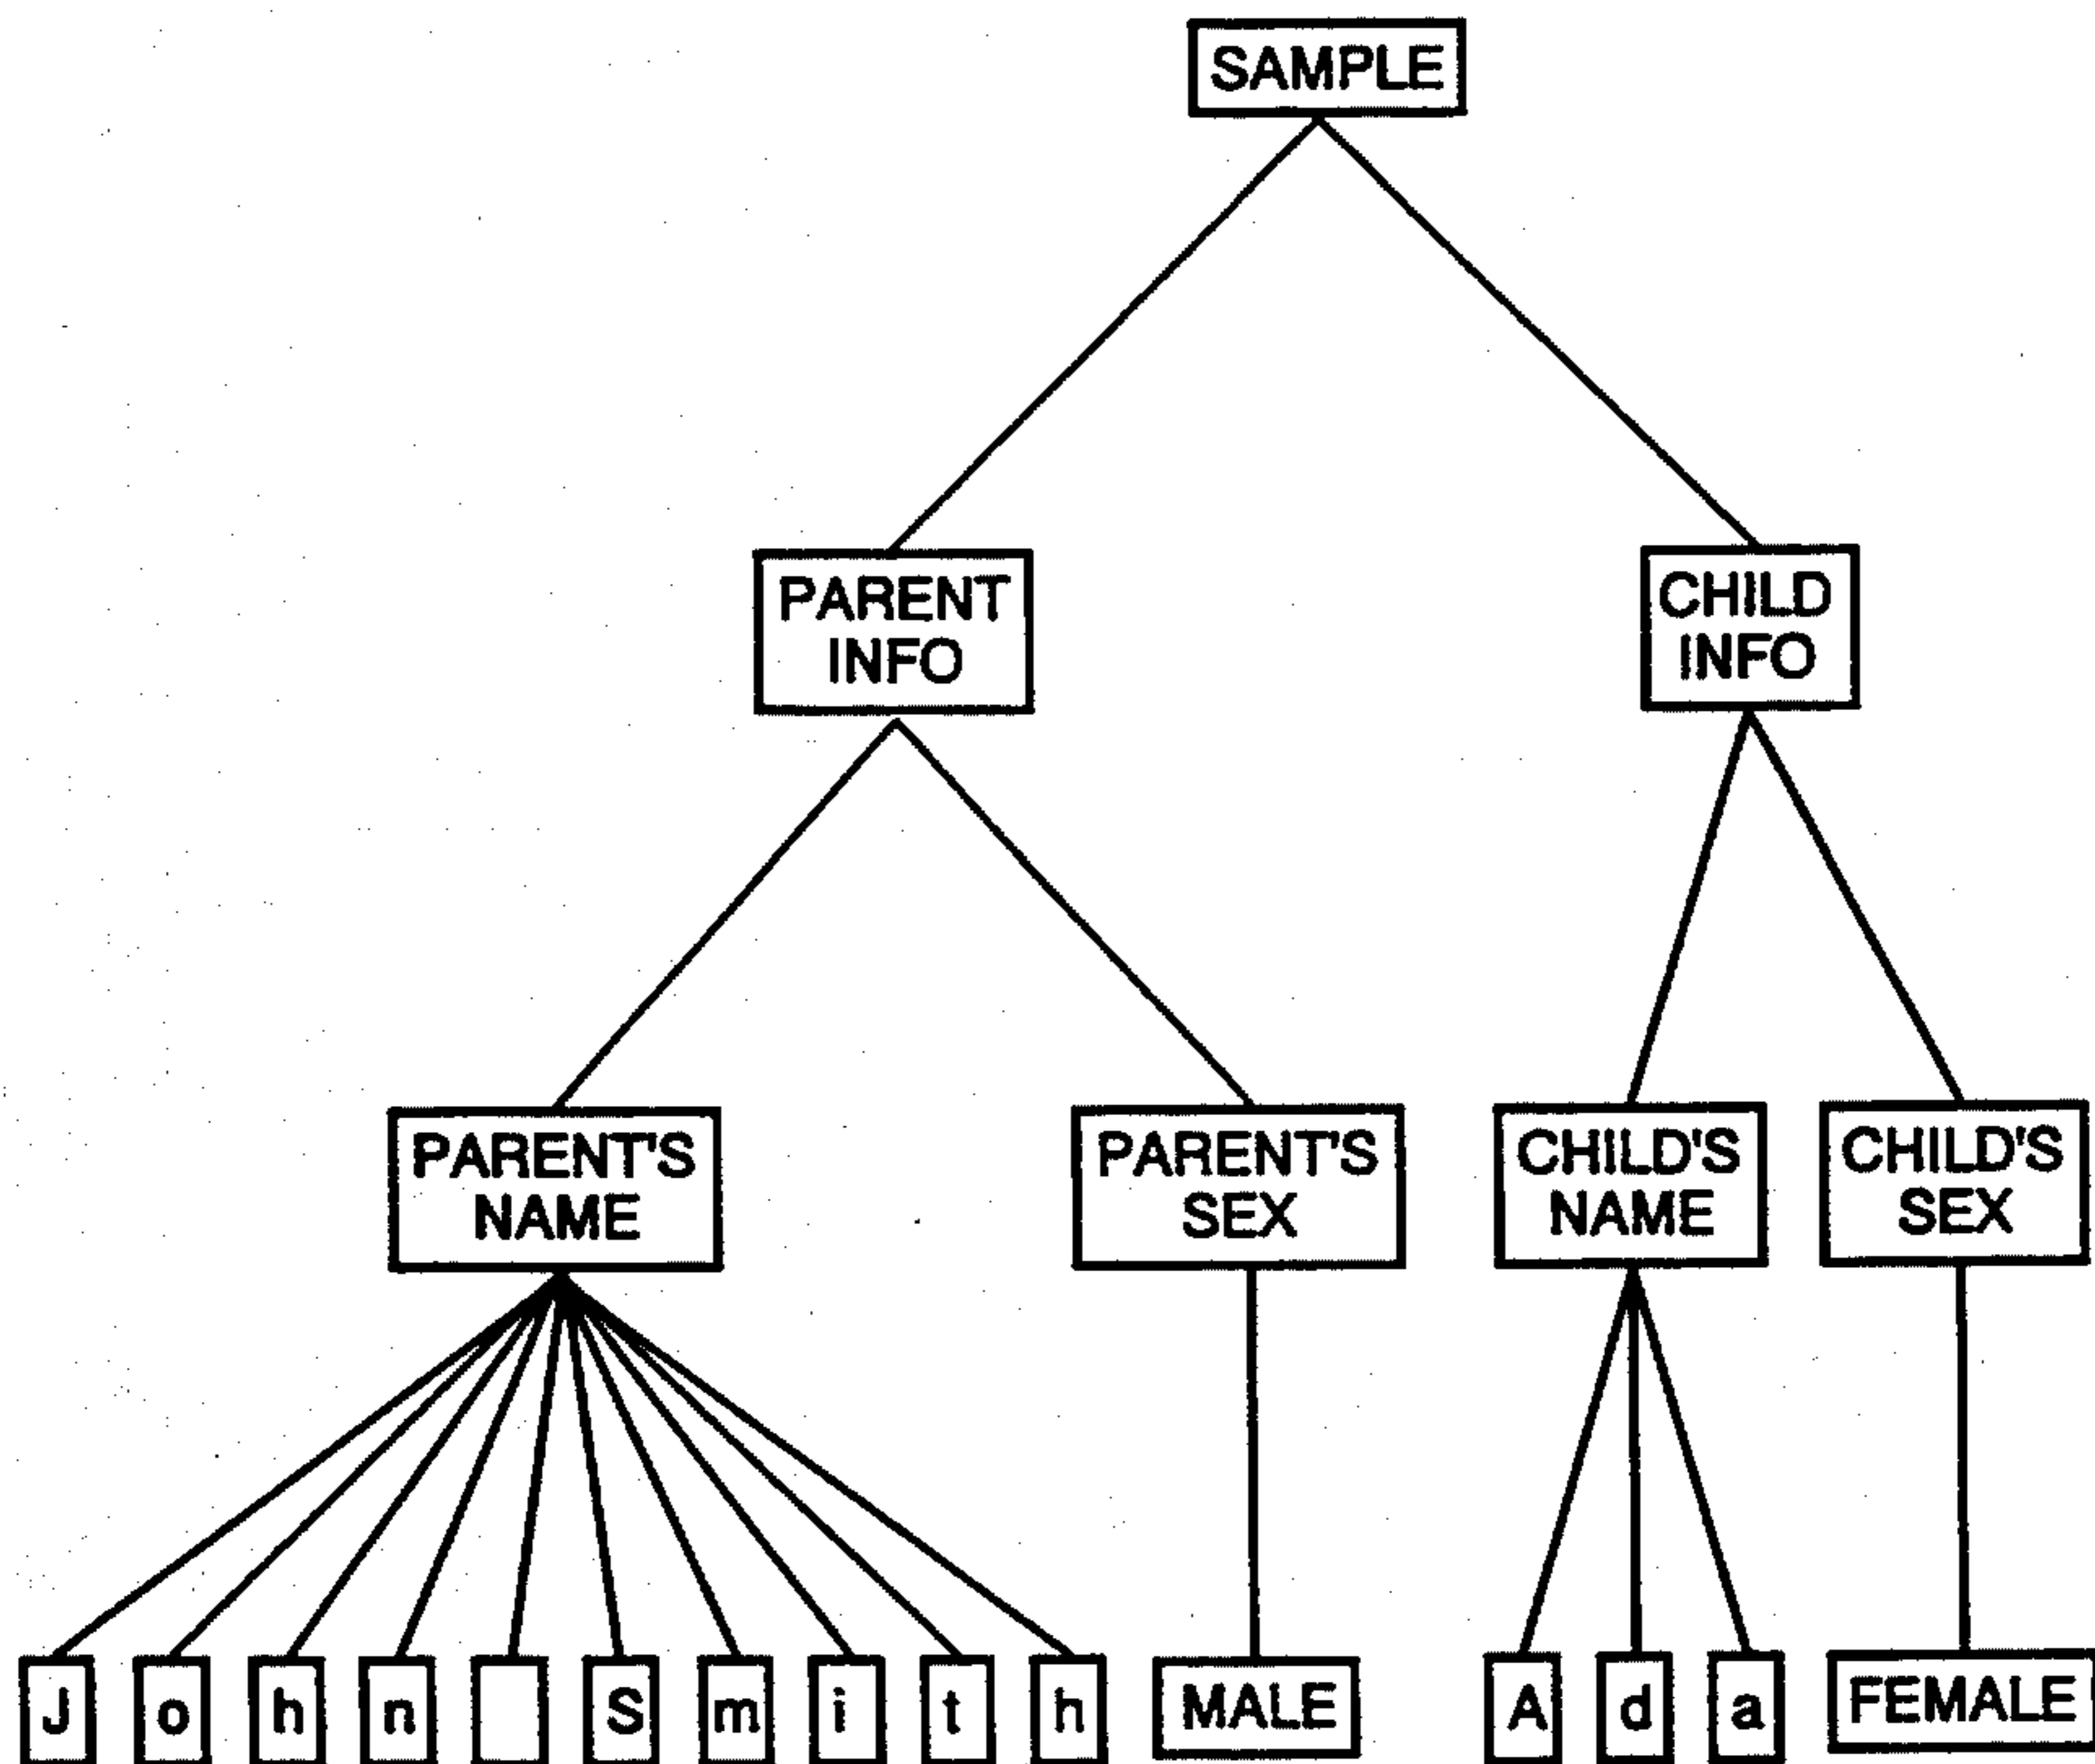 SAMPLE
PARENT
INFO
CHILD
INFO
PARENT'S
NAME
PARENT'S
SEX
CHILD'S
NAME
CHILD'S
SEX
J o h n S m i t h MALE A d a FEMALE